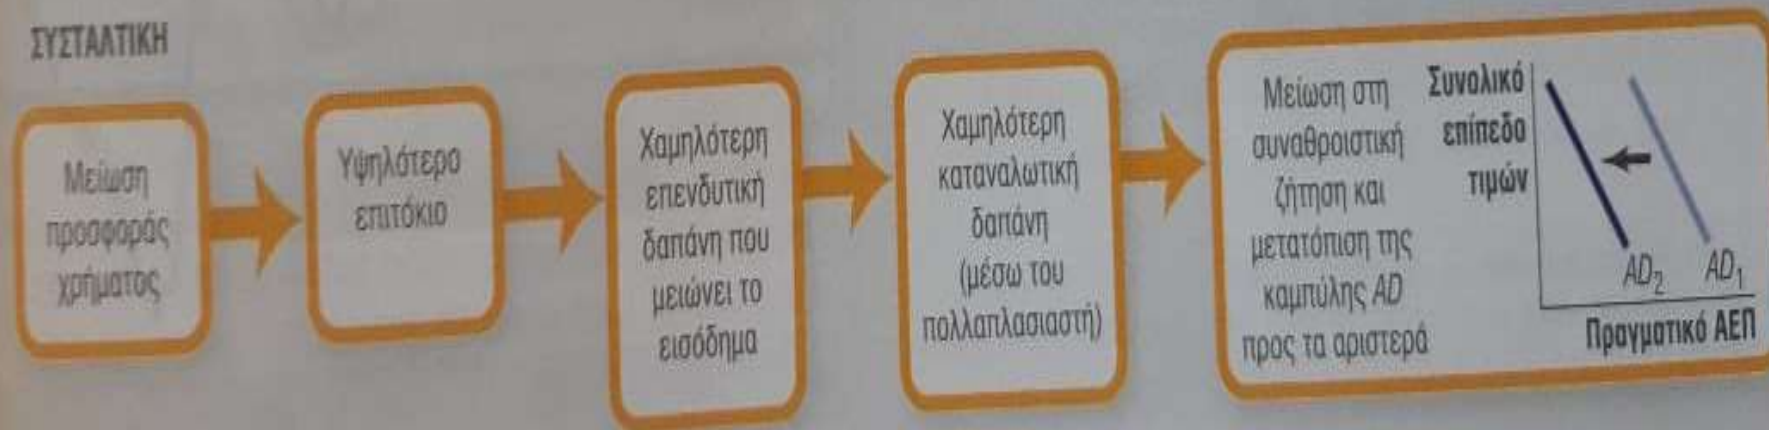 ΣΥΣΤΑΛΤΙΚΗ
Μείωση
προσφοράς
χρήματος
Υψηλότερο
επιτόκιο
Χαμηλότερη
επενδυτική
δαπάνη που
μειώνει το
εισόδημα
Χαμηλότερη
καταναλωτική
δαπάνη
(μέσω του
πολλαπλασιαστή)
Μείωση στη
συναθροιστική
ζήτηση και
μετατόπιση της
καμπύλης AD
προς τα αριστερά
Συνολικό
επίπεδο
τιμών
AD2 AD1
Πραγματικό ΑΕΠ